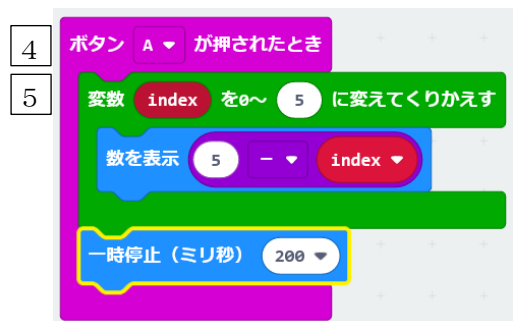 4 ボタン A が押されたとき
5 変数 index を0～ 5 に変えてくりかえす
数を表示 5 - index
一時停止（ミリ秒） 200